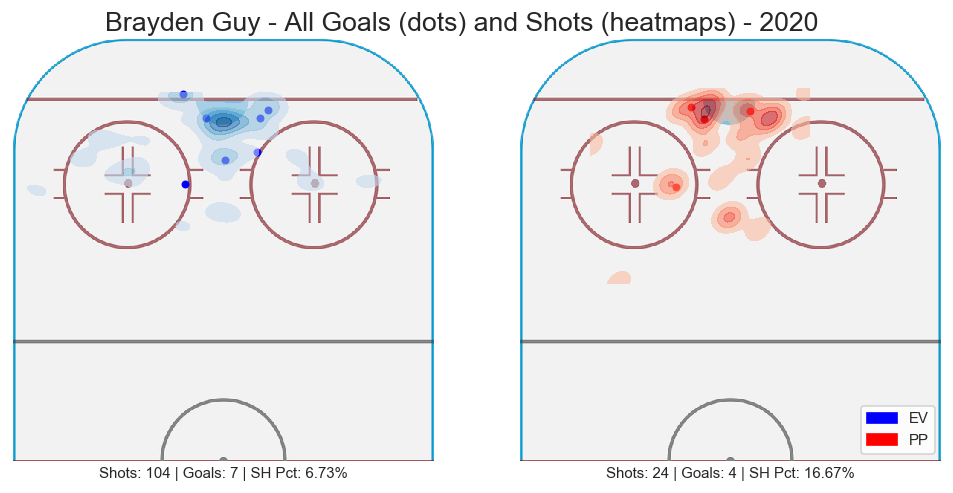 Brayden Guy - All Goals (dots) and Shots (heatmaps) - 2020
EV
PP
Shots: 104 | Goals: 7 | SH Pct: 6.73%
Shots: 24 | Goals: 4 | SH Pct: 16.67%